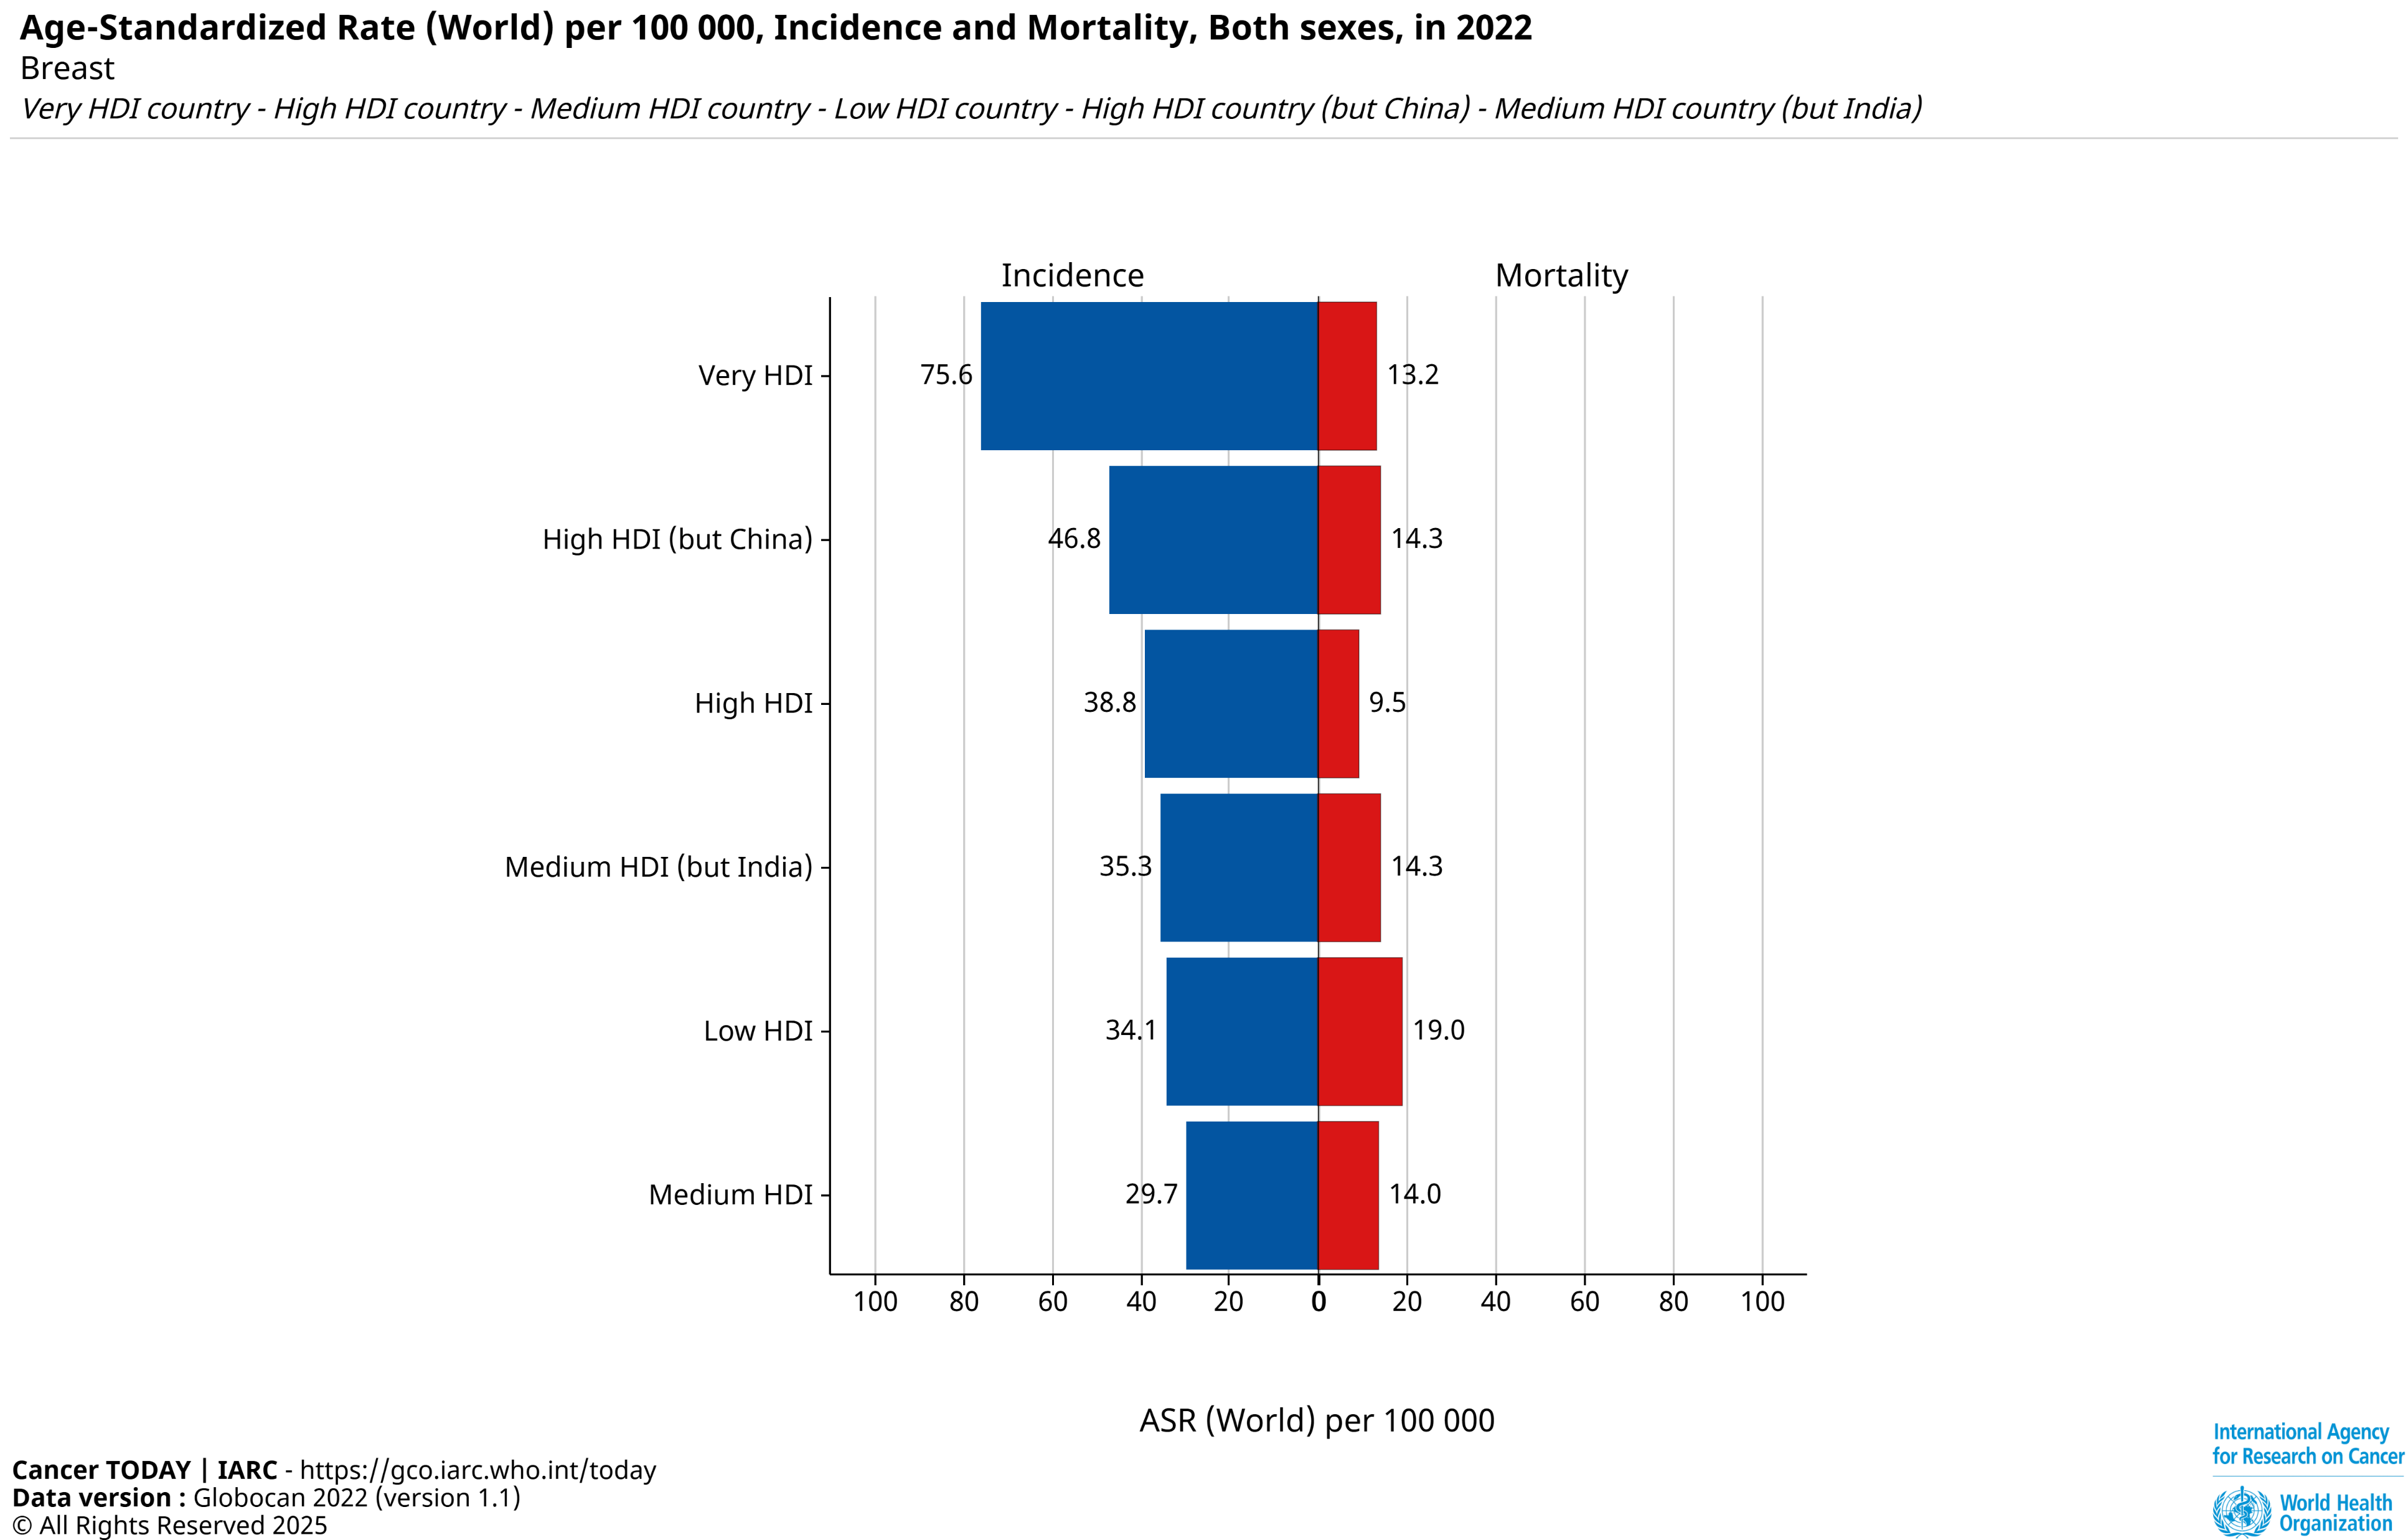 Age-Standardized Rate (World) per 100 000, Incidence and Mortality, Both sexes, in 2022
Breast
Very HDI country - High HDI country - Medium HDI country - Low HDI country - High HDI country (but China) - Medium HDI country (but India)
Incidence Mortality
Very HDI 75.6 13.2
High HDI (but China) 46.8 14.3
High HDI 38.8 9.5
Medium HDI (but India) 35.3 14.3
Low HDI 34.1 19.0
Medium HDI 29.7 14.0
100 80 60 40 20 0 20 40 60 80 100
ASR (World) per 100 000
Cancer TODAY | IARC - https://gco.iarc.who.int/today
Data version : Globocan 2022 (version 1.1)
© All Rights Reserved 2025
International Agency
for Research on Cancer
World Health
Organization